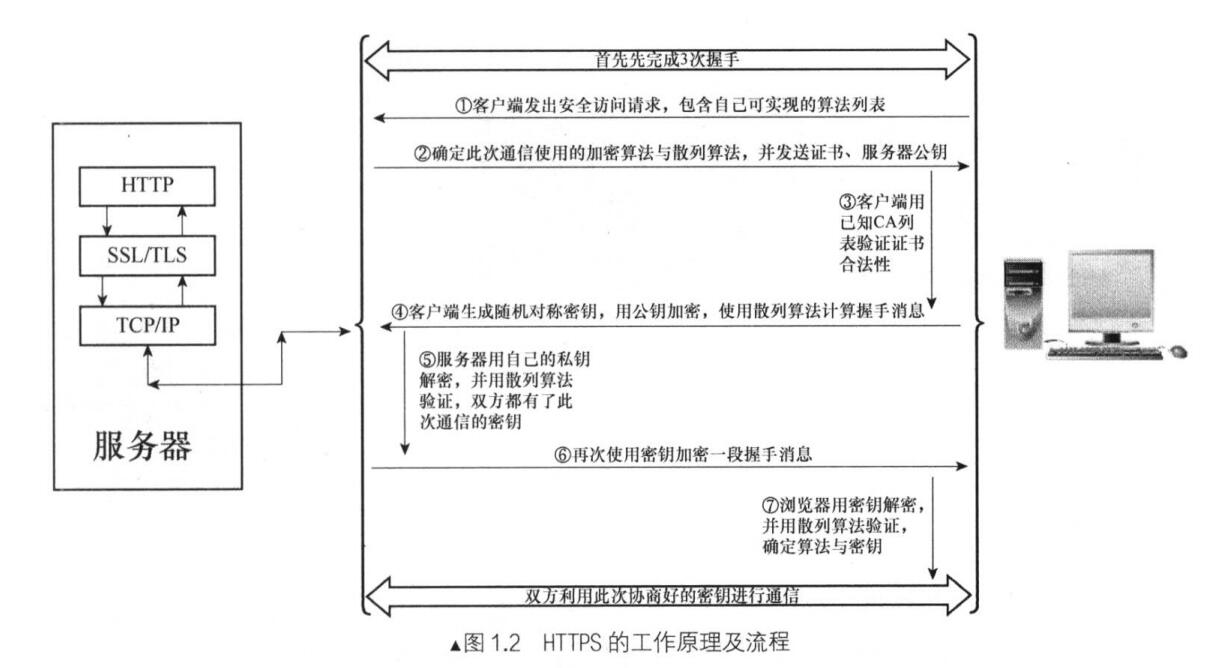 首先先完成3次握手
①客户端发出安全访问请求，包含自己可实现的算法列表
②确定此次通信使用的加密算法与散列算法，并发送证书、服务器公钥
HTTP
SSL/TLS
TCP/IP
服务器
③客户端用
已知CA列
表验证证书
合法性
④客户端生成随机对称密钥，用公钥加密，使用散列算法计算握手消息
⑤服务器用自己的私钥
解密，并用散列算法
验证，双方都有了此
次通信的密钥
⑥再次使用密钥加密一段握手消息
⑦浏览器用密钥解密，
并用散列算法验证，
确定算法与密钥
双方利用此次协商好的密钥进行通信
▲图 1.2 HTTPS 的工作原理及流程